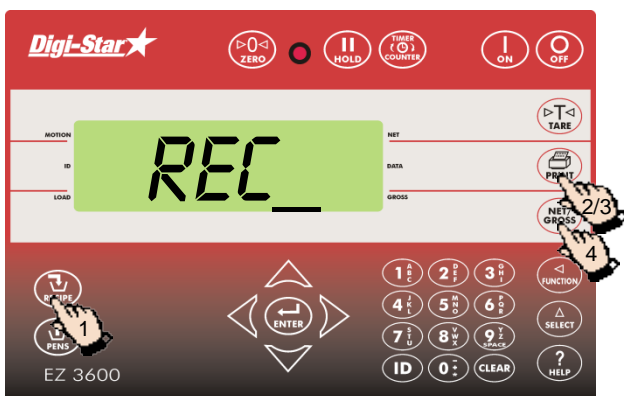 Digi-Star
▷0◁
ZERO
HOLD
TIMER
COUNTER
ON
OFF
▷T◁
TARE
MOTION
NET
REC_
ID
DATA
PRINT
LOAD
GROSS
2/3
NET/
GROSS
4
1 A B C
2 D E F
3 G H I
FUNCTION
RECIPE
1
4 J K L
5 M N O
6 P Q R
ENTER
SELECT
7 S T U
8 V W X
9 Y Z SPACE
PENS
ID
0 - + *
CLEAR
?
HELP
EZ 3600